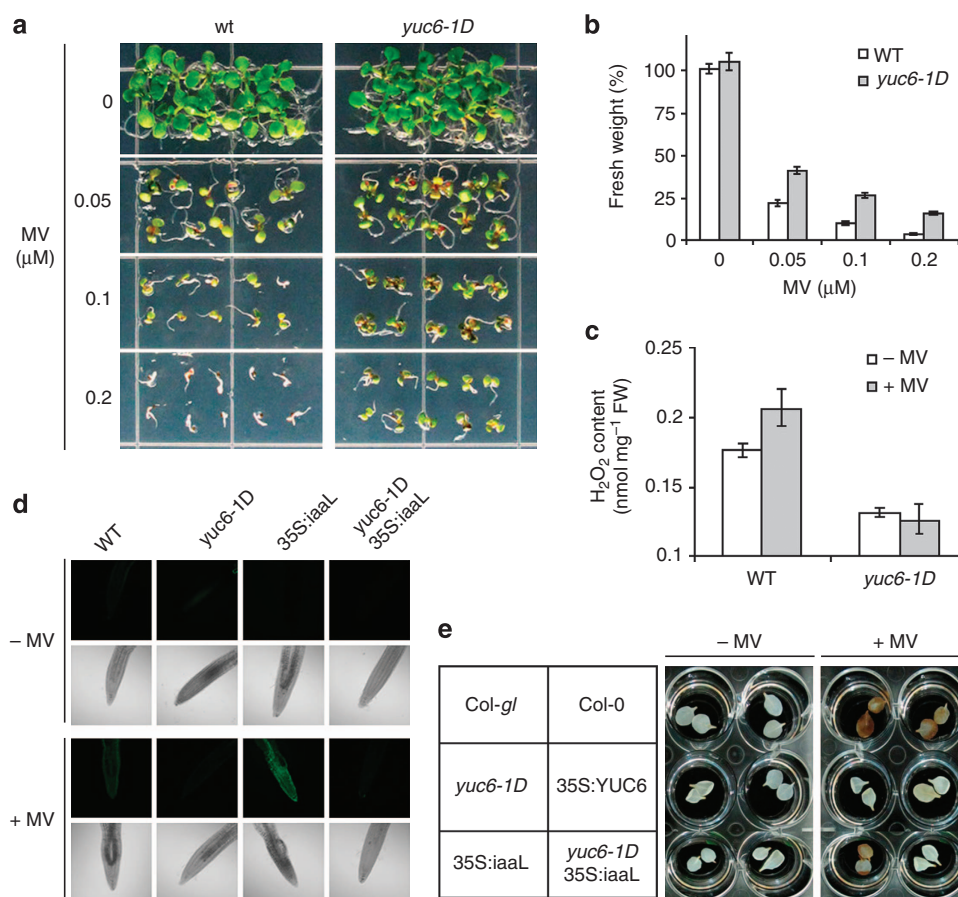 a
wt
yuc6-1D
MV
(μM)
0
0.05
0.1
0.2
b
Fresh weight (%)
100
75
50
25
0
WT
yuc6-1D
0
0.05
0.1
0.2
MV (μM)
c
H₂O₂ content
(nmol mg⁻¹ FW)
0.25
0.2
0.15
0.1
– MV
+ MV
WT
yuc6-1D
d
WT
yuc6-1D
35S:iaaL
yuc6-1D
35S:iaaL
– MV
+ MV
e
– MV
+ MV
Col-gl
Col-0
yuc6-1D
35S:YUC6
35S:iaaL
yuc6-1D
35S:iaaL